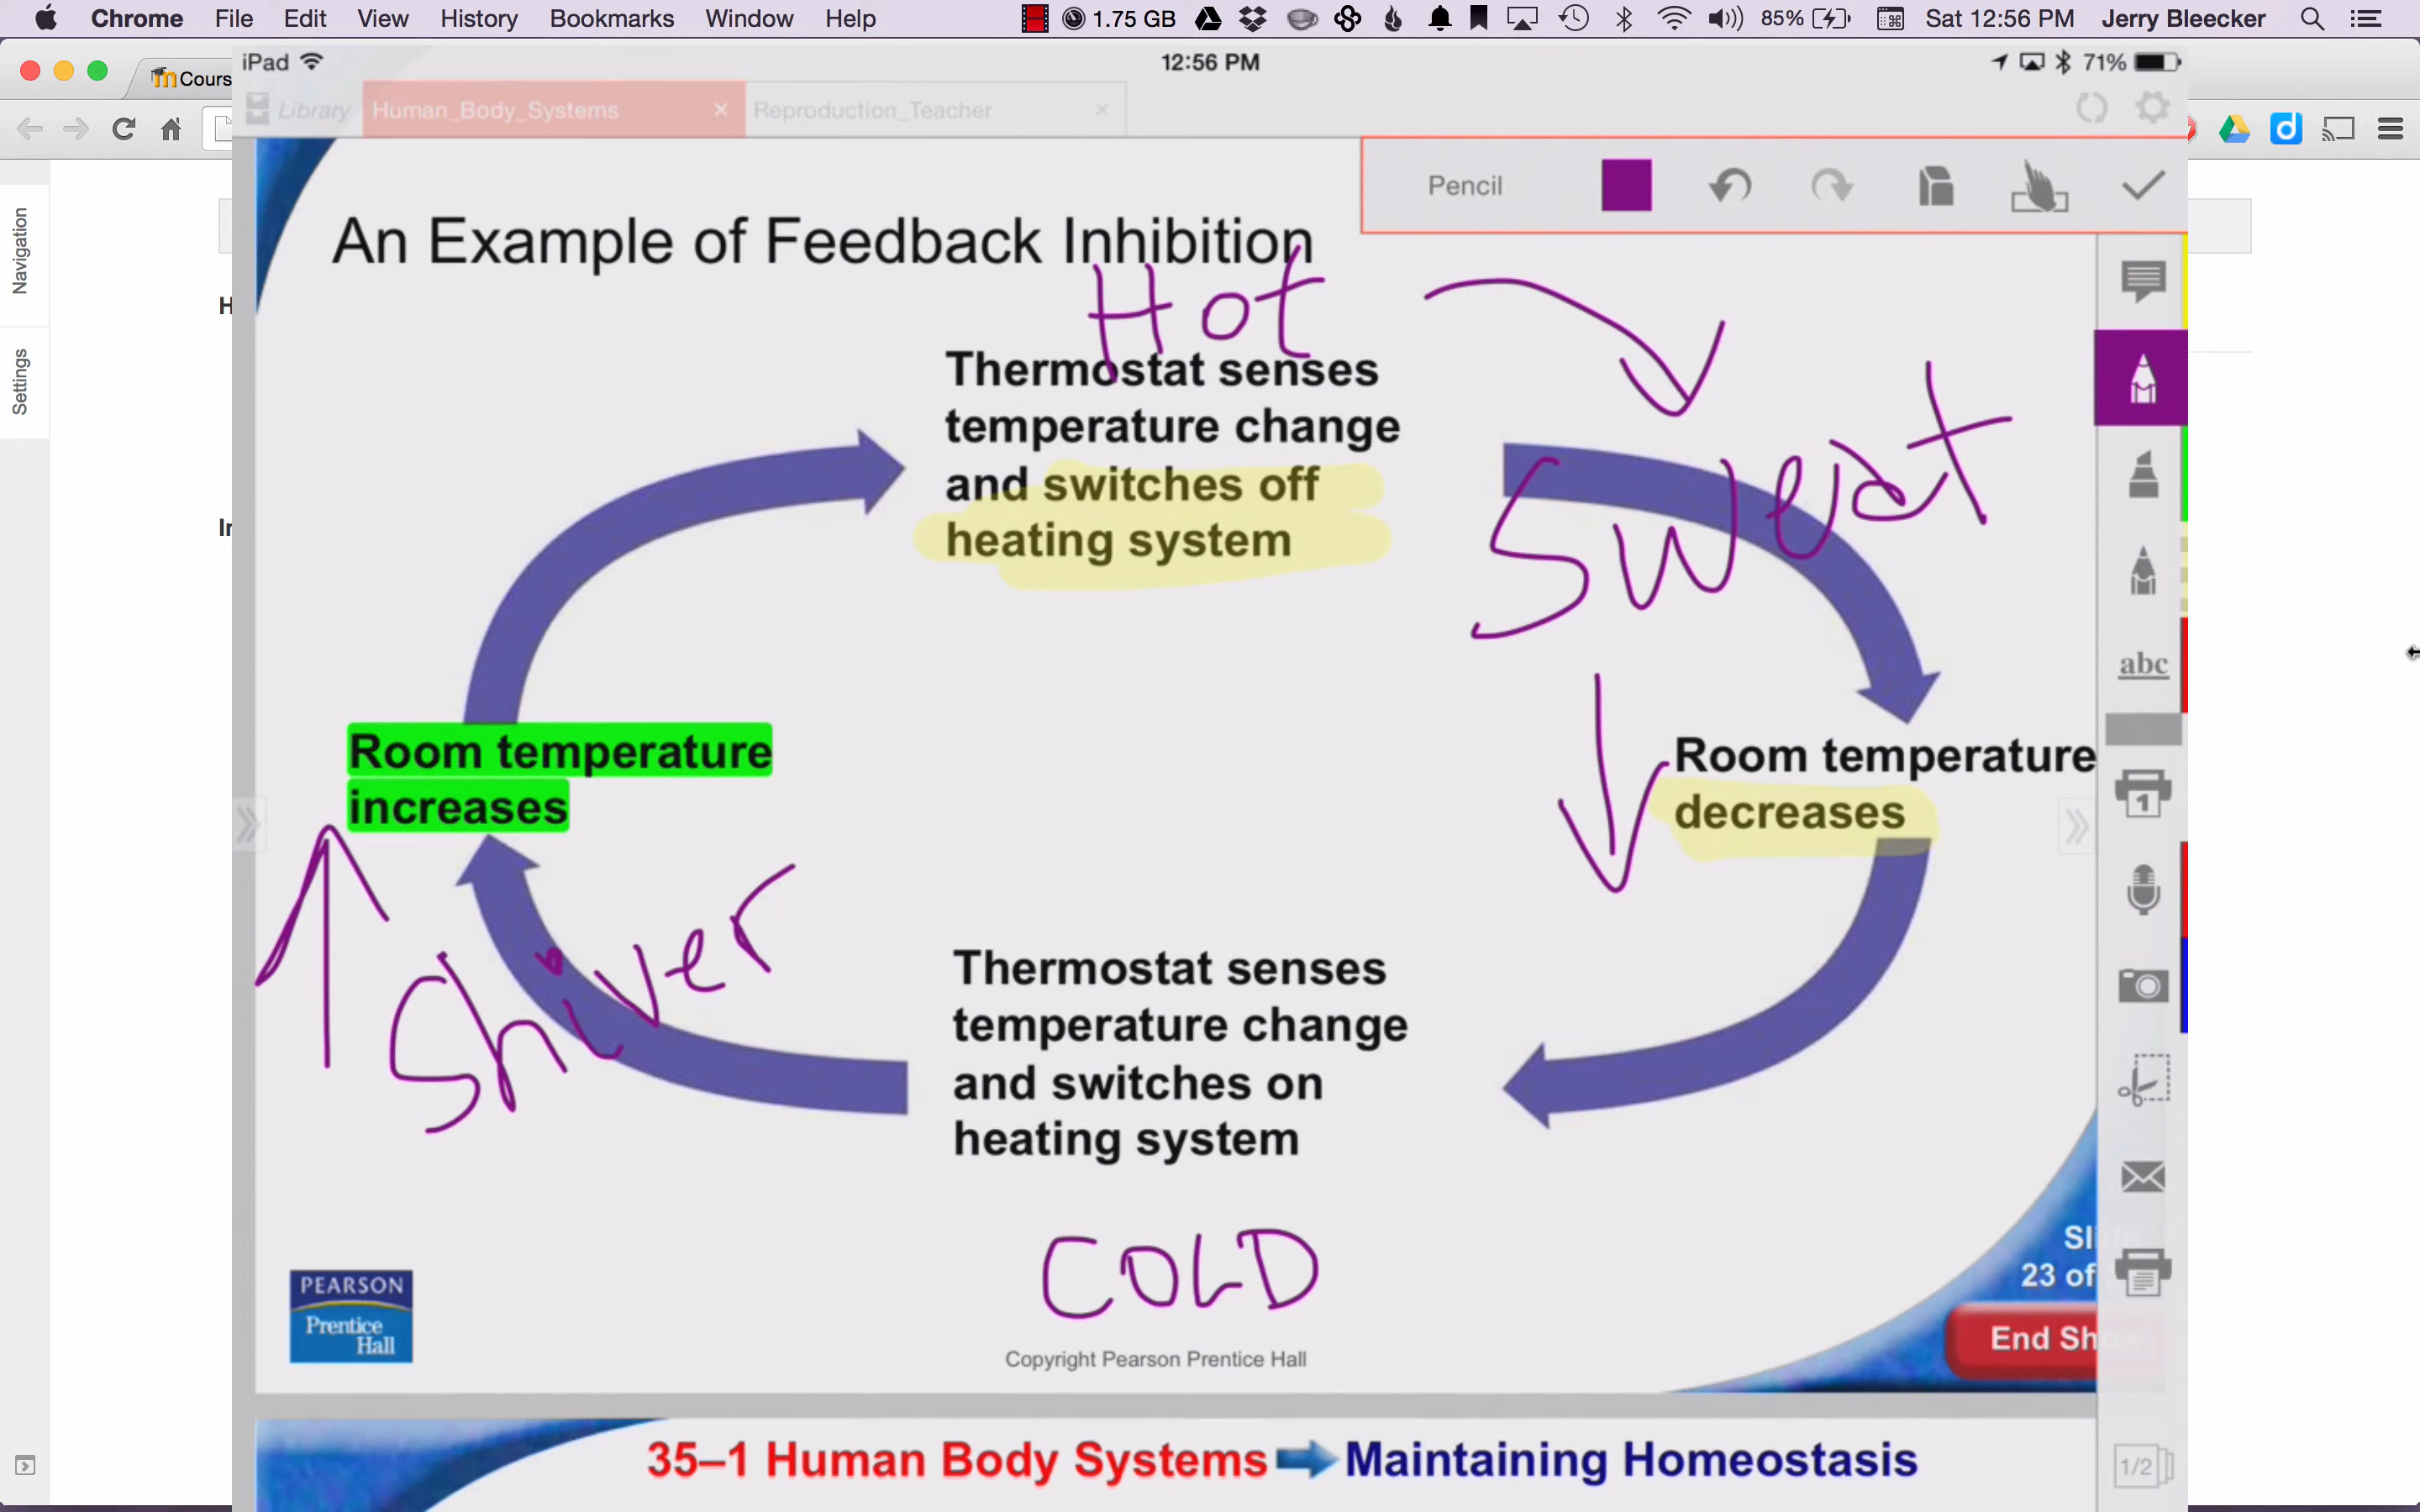 Chrome File Edit View History Bookmarks Window Help 1.75 GB 85% Sat 12:56 PM Jerry Bleecker
iPad 12:56 PM 71%
Cours
Library Human_Body_Systems × Reproduction_Teacher ×
Pencil
Navigation
Settings
An Example of Feedback Inhibition
Hot
Thermostat senses
temperature change
and switches off
heating system
Sweat
abc
Room temperature
increases
Room temperature
decreases
Shiver
Thermostat senses
temperature change
and switches on
heating system
COLD
1
23 of
PEARSON
Prentice
Hall
End Sh
Copyright Pearson Prentice Hall
35–1 Human Body Systems Maintaining Homeostasis
1/2